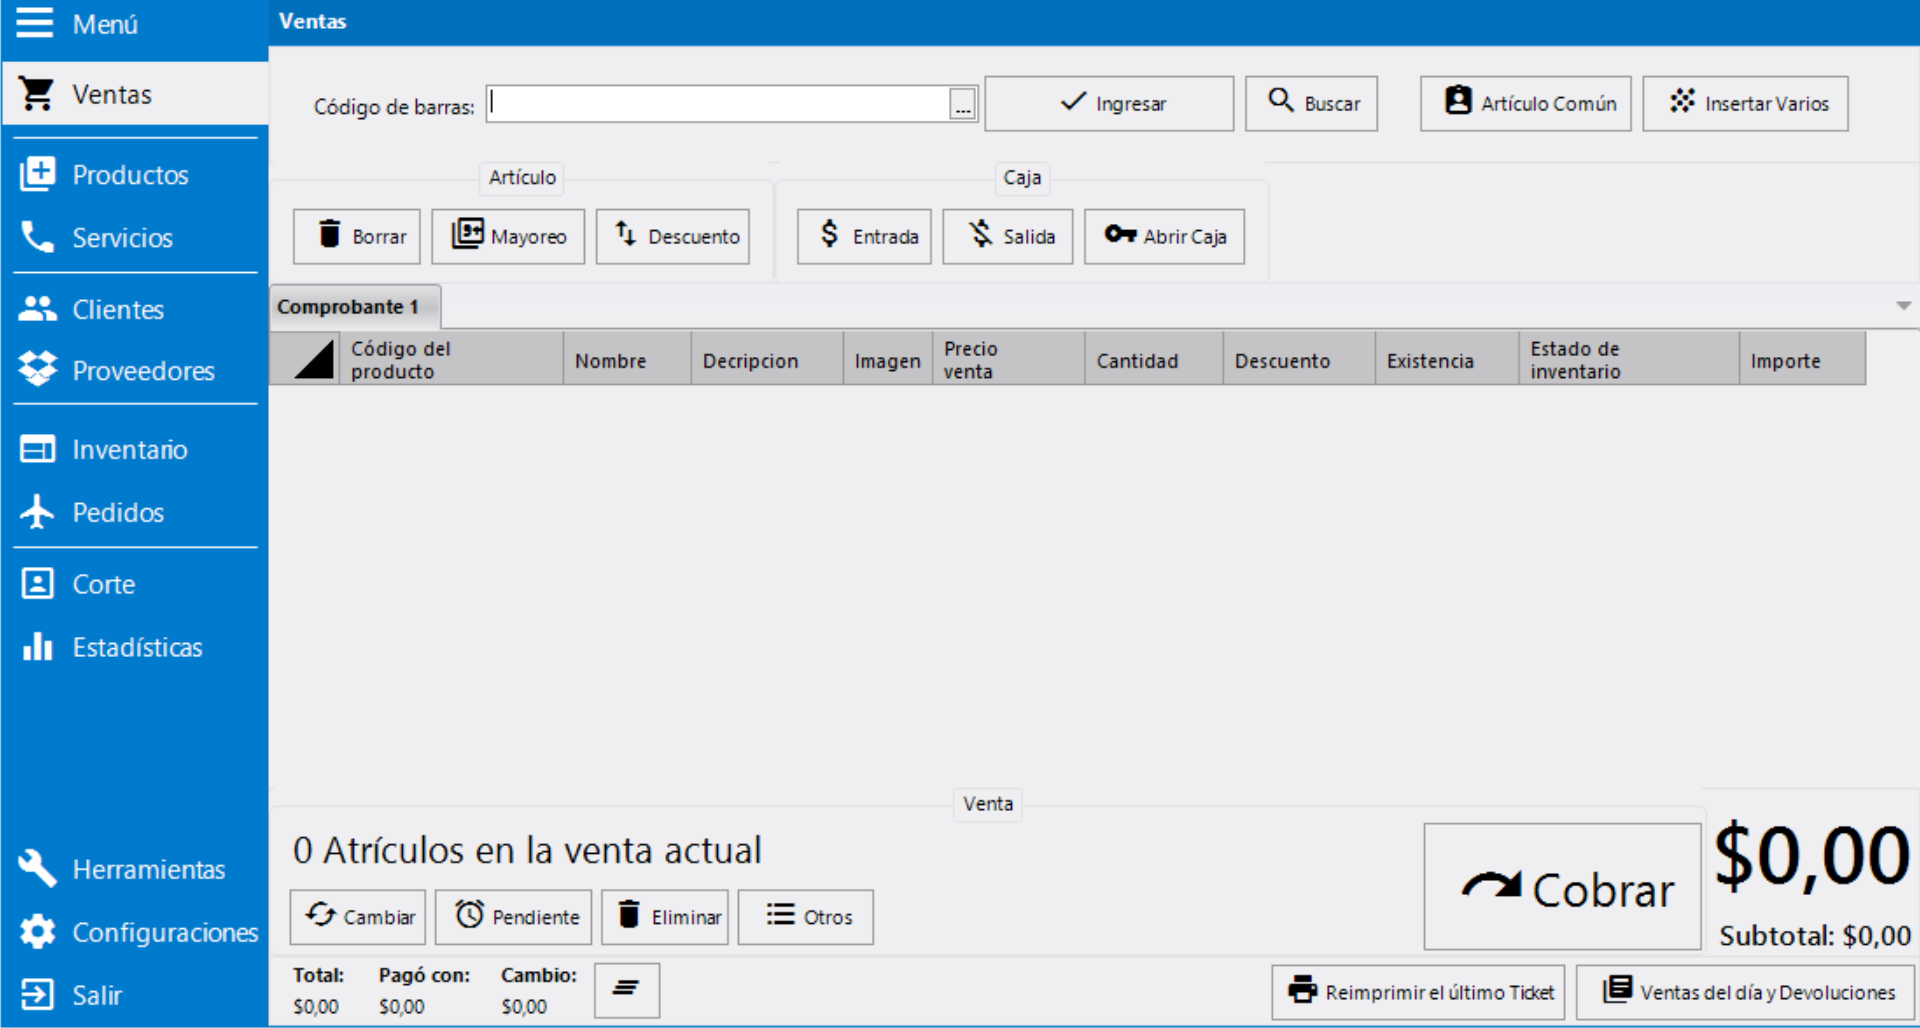 Menú
Ventas
Productos
Servicios
Clientes
Proveedores
Inventario
Pedidos
Corte
Estadísticas
Herramientas
Configuraciones
Salir
Ventas
Código de barras:
...
Ingresar
Buscar
Artículo Común
Insertar Varios
Artículo
Borrar
9+ Mayoreo
Descuento
Caja
$ Entrada
Salida
Abrir Caja
Comprobante 1
Código del producto
Nombre
Decripcion
Imagen
Precio venta
Cantidad
Descuento
Existencia
Estado de inventario
Importe
Venta
0 Atrículos en la venta actual
Cambiar
Pendiente
Eliminar
Otros
Cobrar
$0,00
Subtotal: $0,00
Total: Pagó con: Cambio:
$0,00 $0,00 $0,00
Reimprimir el último Ticket
Ventas del día y Devoluciones